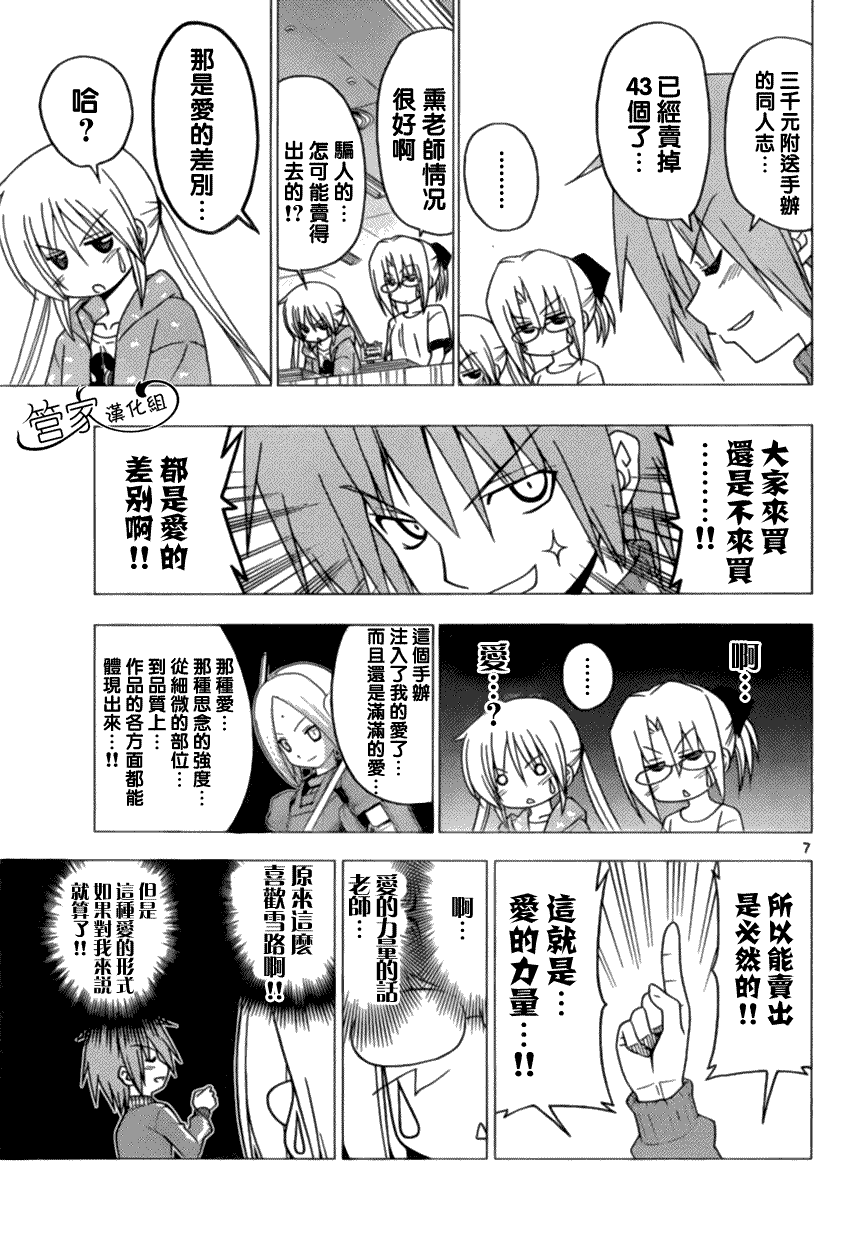 三千元附送手辦
的同人志…
已經賣掉
43個了…
………
熏老師情況
很好啊
騙人的…
怎可能賣得
出去的!?
那是愛的差別…
哈？
管家漢化組
大家來買
還是不來買
………!!
都是愛的
差別啊!!
啊…
……
愛…?
這個手辦
注入了我的愛了…
而且還是滿滿的愛…
那種愛…
那種思念的強度…
從細微的部位…
到品質上…
作品的各方面都能
體現出來…!!
7
所以能賣出
是必然的!!
這就是…
愛的力量…!!
啊…
愛的力量的話
老師…
原來這麼
喜歡雪路啊!!
但是
這種愛的形式
如果對我來說
就算了!!